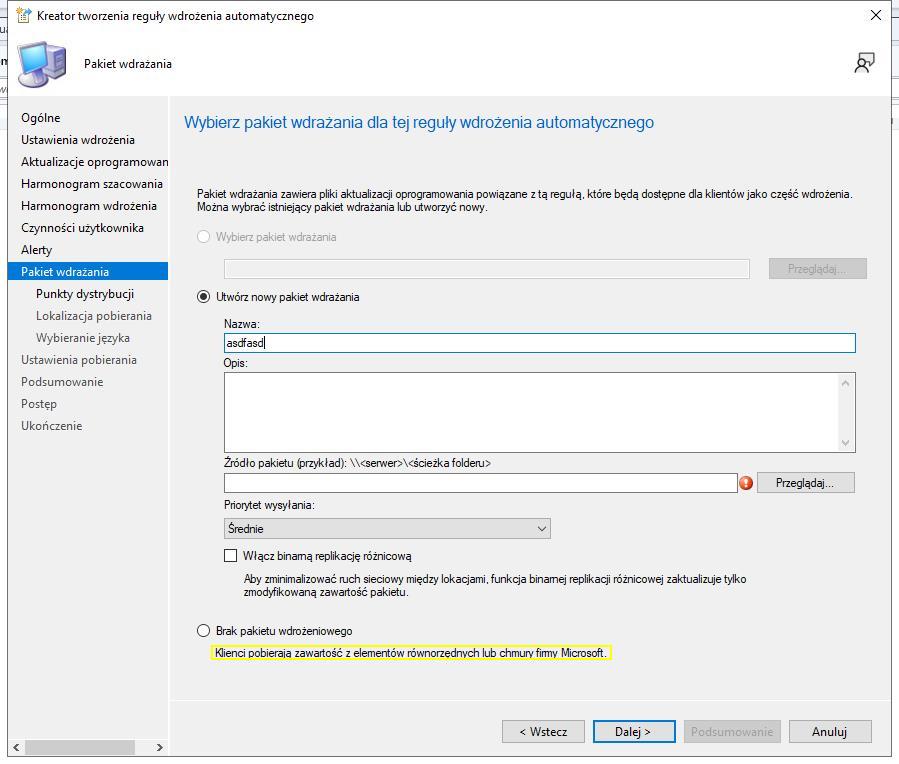 Kreator tworzenia reguły wdrożenia automatycznego
Pakiet wdrażania
Ogólne
Ustawienia wdrożenia
Aktualizacje oprogramowan
Harmonogram szacowania
Harmonogram wdrożenia
Czynności użytkownika
Alerty
Pakiet wdrażania
Punkty dystrybucji
Lokalizacja pobierania
Wybieranie języka
Ustawienia pobierania
Podsumowanie
Postęp
Ukończenie
Wybierz pakiet wdrażania dla tej reguły wdrożenia automatycznego
Pakiet wdrażania zawiera pliki aktualizacji oprogramowania powiązane z tą regułą, które będą dostępne dla klientów jako część wdrożenia.
Można wybrać istniejący pakiet wdrażania lub utworzyć nowy.
Wybierz pakiet wdrażania
Przeglądaj...
Utwórz nowy pakiet wdrażania
Nazwa:
asdfasd
Opis:
Źródło pakietu (przykład): \\<serwer>\<ścieżka folderu>
Przeglądaj...
Priorytet wysyłania:
Średnie
Włącz binarną replikację różnicową
Aby zminimalizować ruch sieciowy między lokacjami, funkcja binarnej replikacji różnicowej zaktualizuje tylko
zmodyfikowaną zawartość pakietu.
Brak pakietu wdrożeniowego
Klienci pobierają zawartość z elementów równorzędnych lub chmury firmy Microsoft.
< Wstecz
Dalej >
Podsumowanie
Anuluj